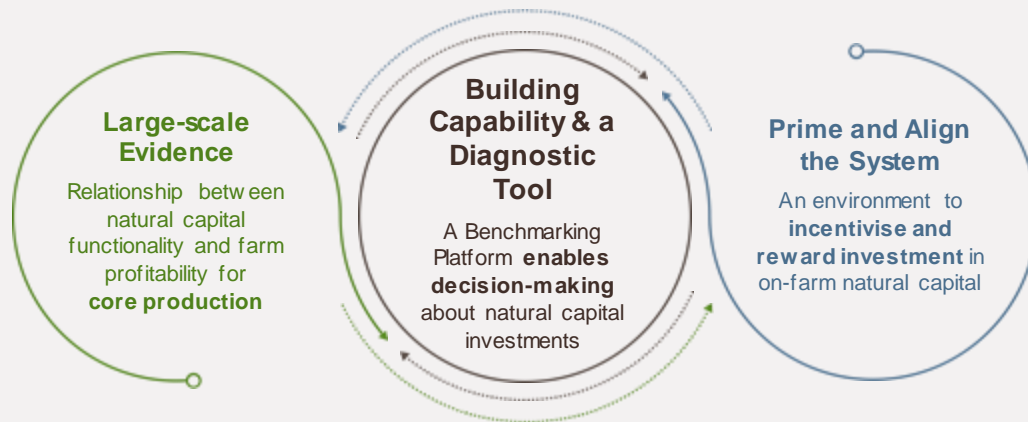 Large-scale
Evidence
Relationship between
natural capital
functionality and farm
profitability for
core production
Building
Capability & a
Diagnostic
Tool
A Benchmarking
Platform enables
decision-making
about natural capital
investments
Prime and Align
the System
An environment to
incentivise and
reward investment in
on-farm natural capital